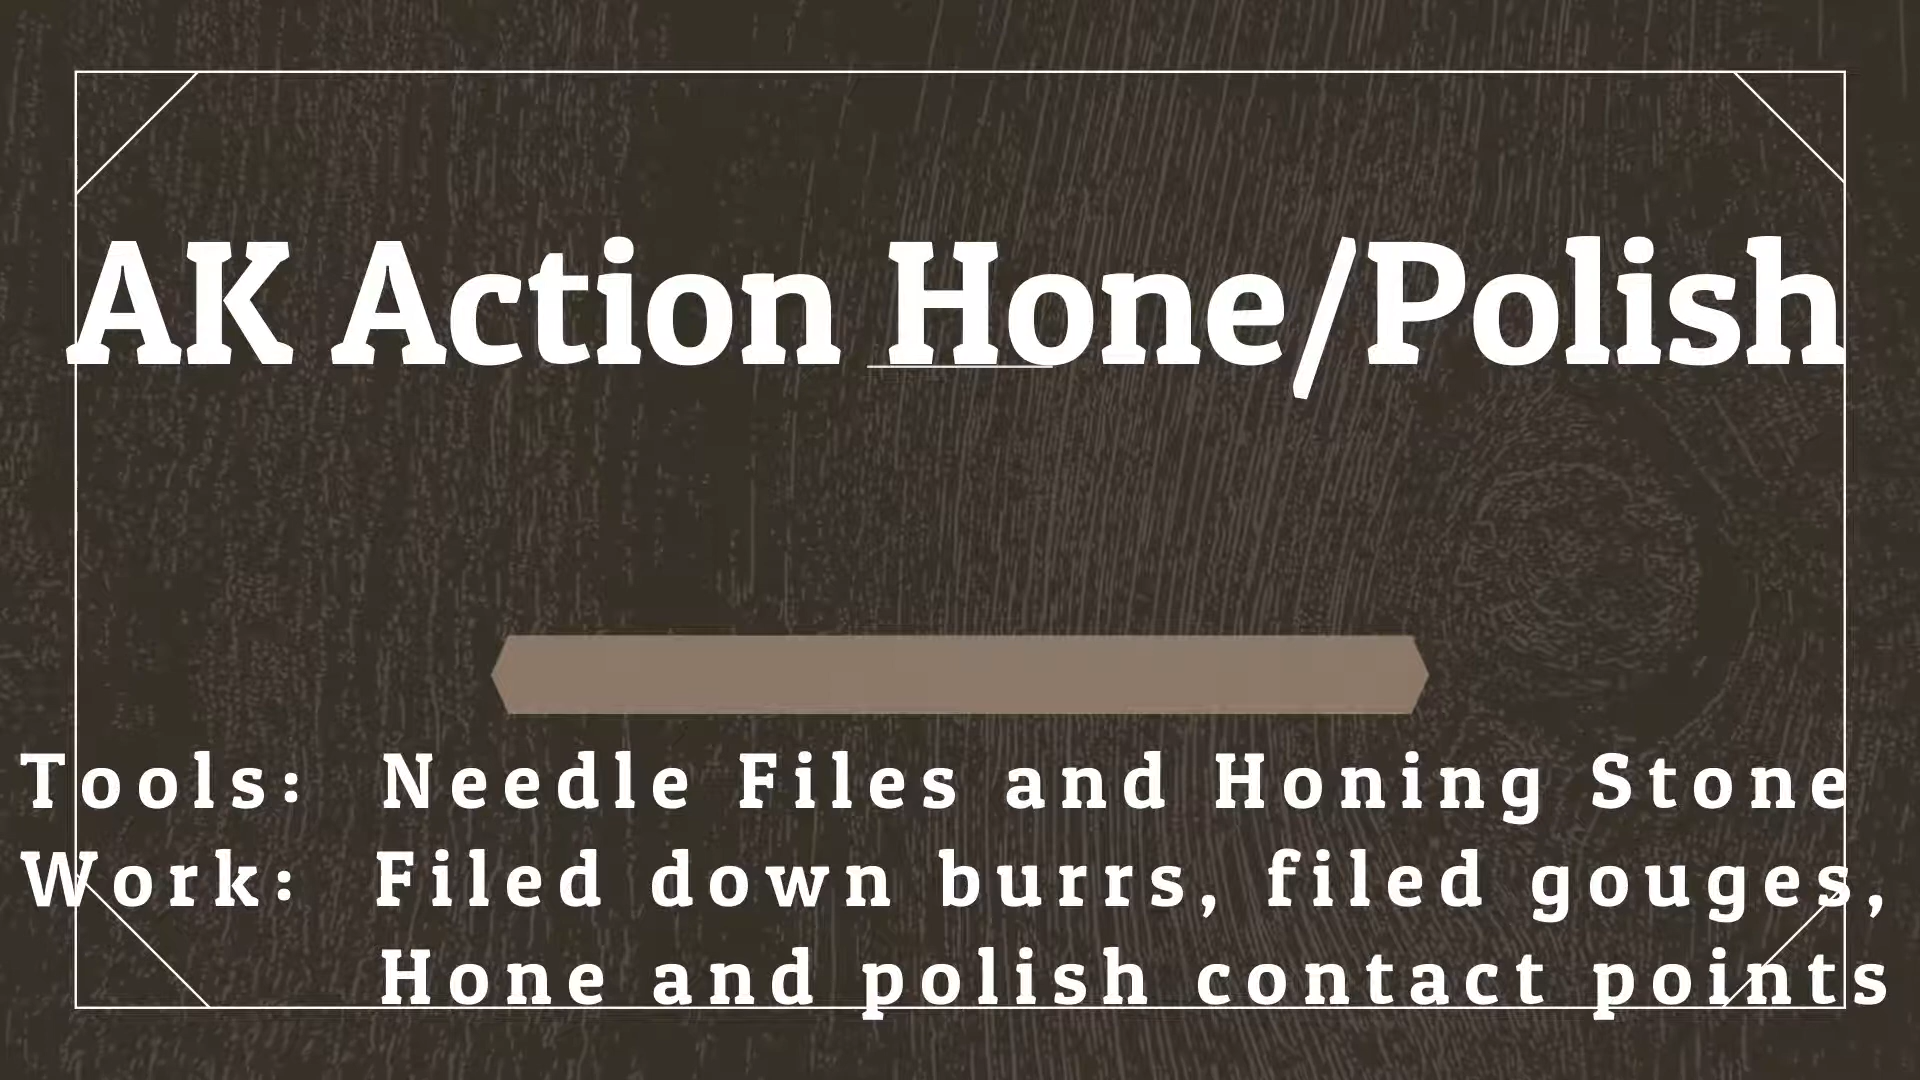 AK Action Hone/Polish
Tools: Needle Files and Honing Stone
Work: Filed down burrs, filed gouges,
Hone and polish contact points